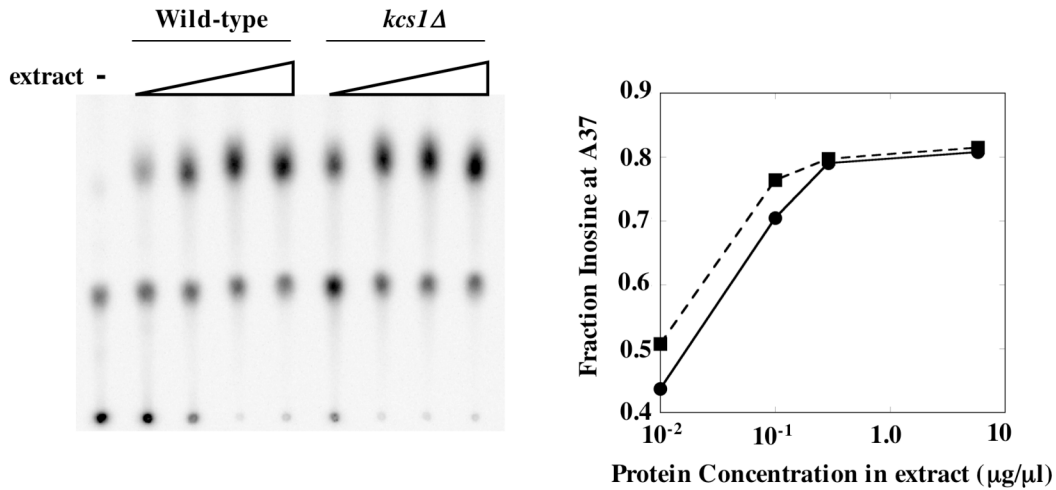 Wild-type kcs1Δ
extract -
Fraction Inosine at A37
0.9
0.8
0.7
0.6
0.5
0.4
10⁻² 10⁻¹ 1.0 10
Protein Concentration in extract (μg/μl)